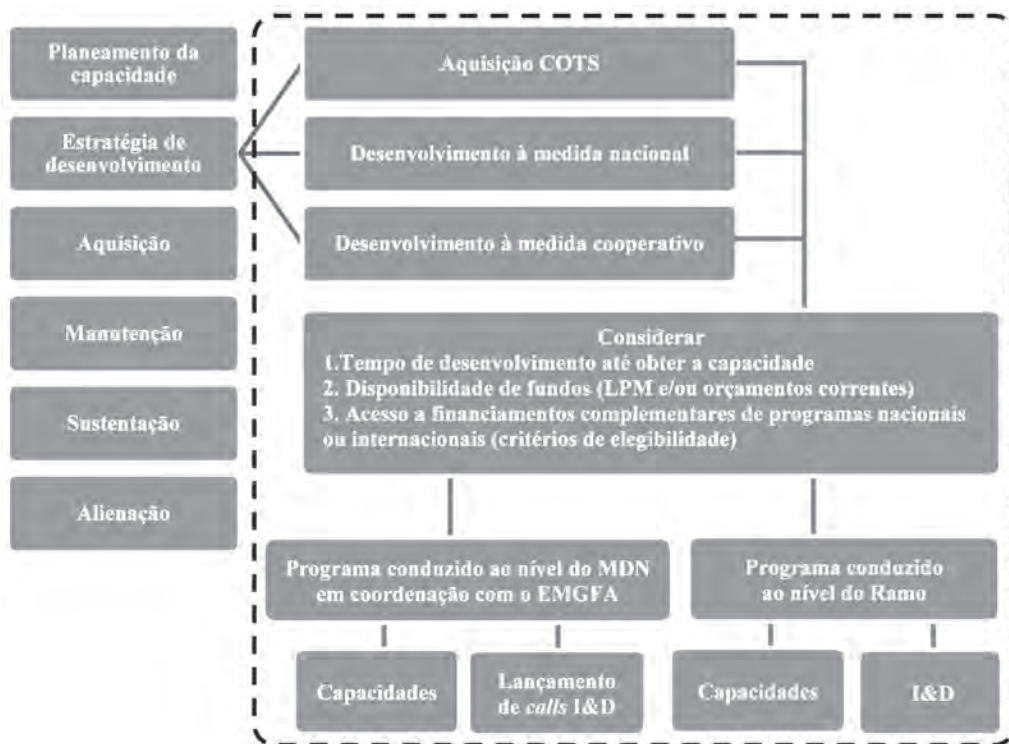 Planeamento da
capacidade
Estratégia de
desenvolvimento
Aquisição
Manutenção
Sustentação
Alienação
Aquisição COTS
Desenvolvimento à medida nacional
Desenvolvimento à medida cooperativo
Considerar
1.Tempo de desenvolvimento até obter a capacidade
2. Disponibilidade de fundos (LPM e/ou orçamentos correntes)
3. Acesso a financiamentos complementares de programas nacionais
ou internacionais (critérios de elegibilidade)
Programa conduzido ao nível do MDN
em coordenação com o EMGFA
Programa conduzido
ao nível do Ramo
Capacidades
Lançamento
de calls I&D
Capacidades
I&D